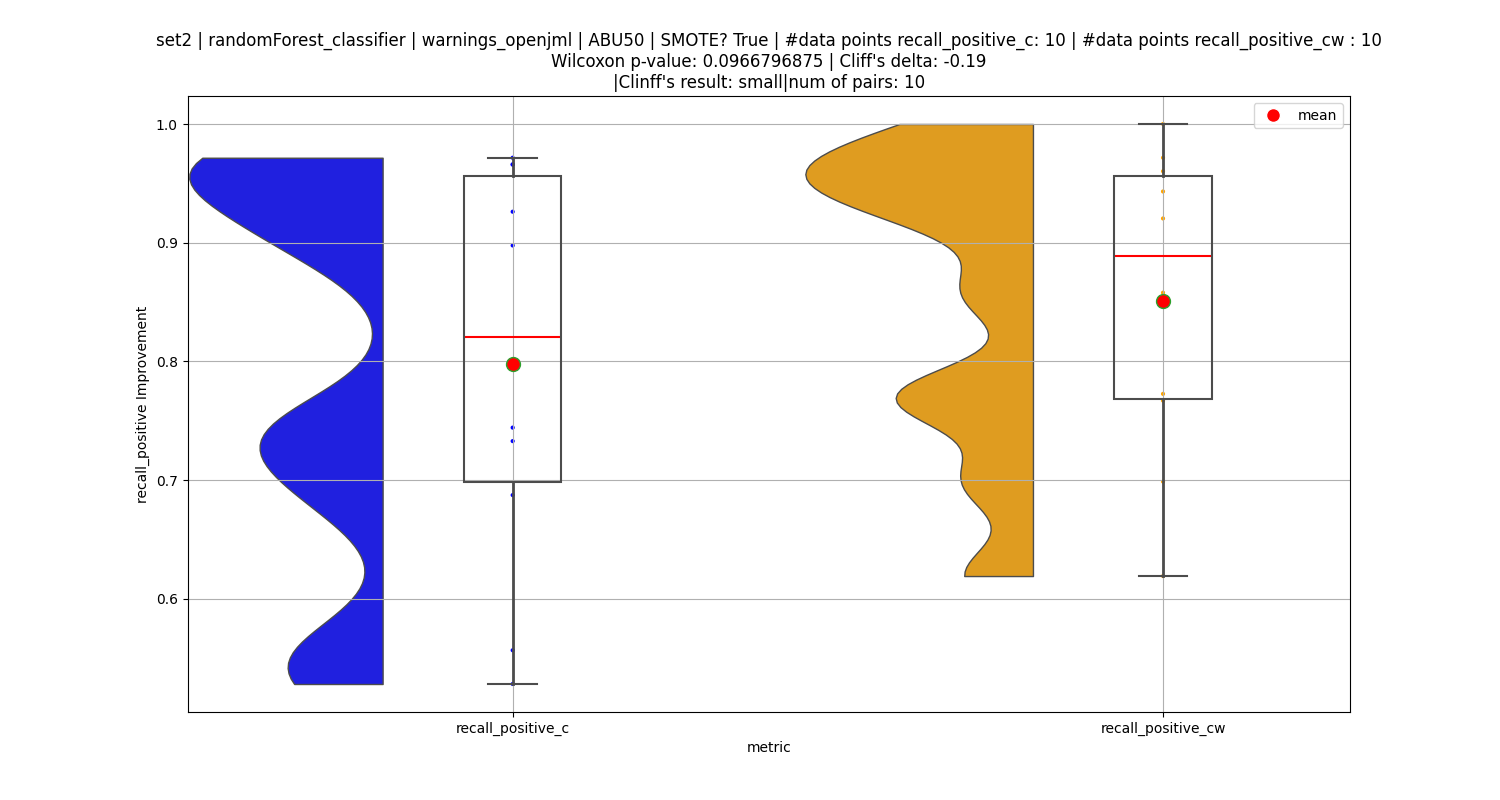 set2 | randomForest_classifier | warnings_openjml | ABU50 | SMOTE? True | #data points recall_positive_c: 10 | #data points recall_positive_cw : 10
Wilcoxon p-value: 0.0966796875 | Cliff's delta: -0.19
|Clinff's result: small|num of pairs: 10
mean
1.0
0.9
0.8
0.7
0.6
recall_positive Improvement
recall_positive_c
recall_positive_cw
metric